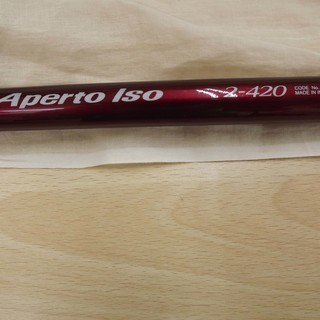 Aperto Iso 2-420
CODE No.
MADE IN